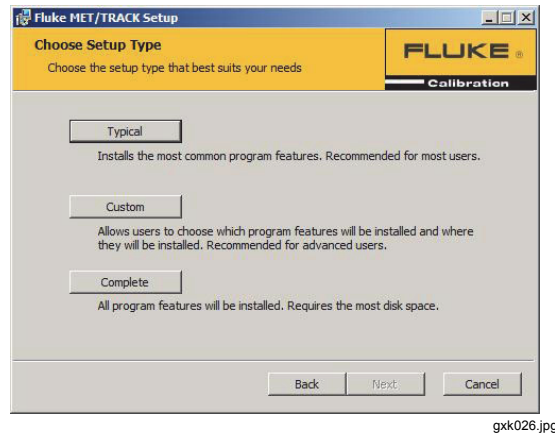 Fluke MET/TRACK Setup
Choose Setup Type
Choose the setup type that best suits your needs
FLUKE ®
Calibration
Typical
Installs the most common program features. Recommended for most users.
Custom
Allows users to choose which program features will be installed and where
they will be installed. Recommended for advanced users.
Complete
All program features will be installed. Requires the most disk space.
Back Next Cancel
gxk026.jpg